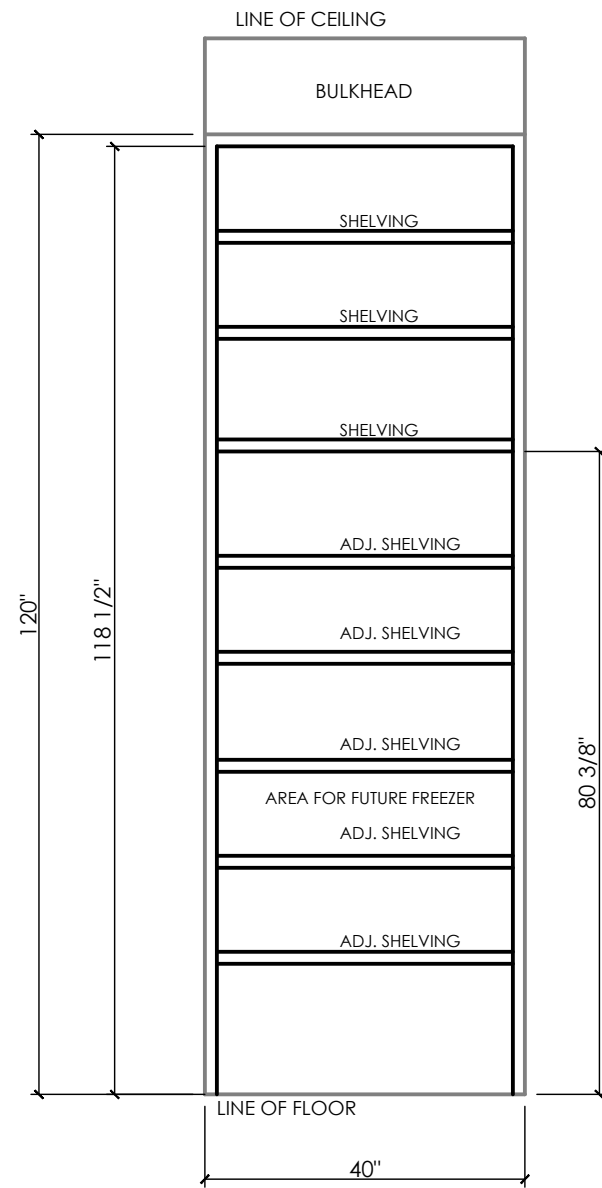 LINE OF CEILING
BULKHEAD
SHELVING
SHELVING
SHELVING
ADJ. SHELVING
120"
118 1/2"
ADJ. SHELVING
ADJ. SHELVING
80 3/8"
AREA FOR FUTURE FREEZER
ADJ. SHELVING
ADJ. SHELVING
LINE OF FLOOR
40"